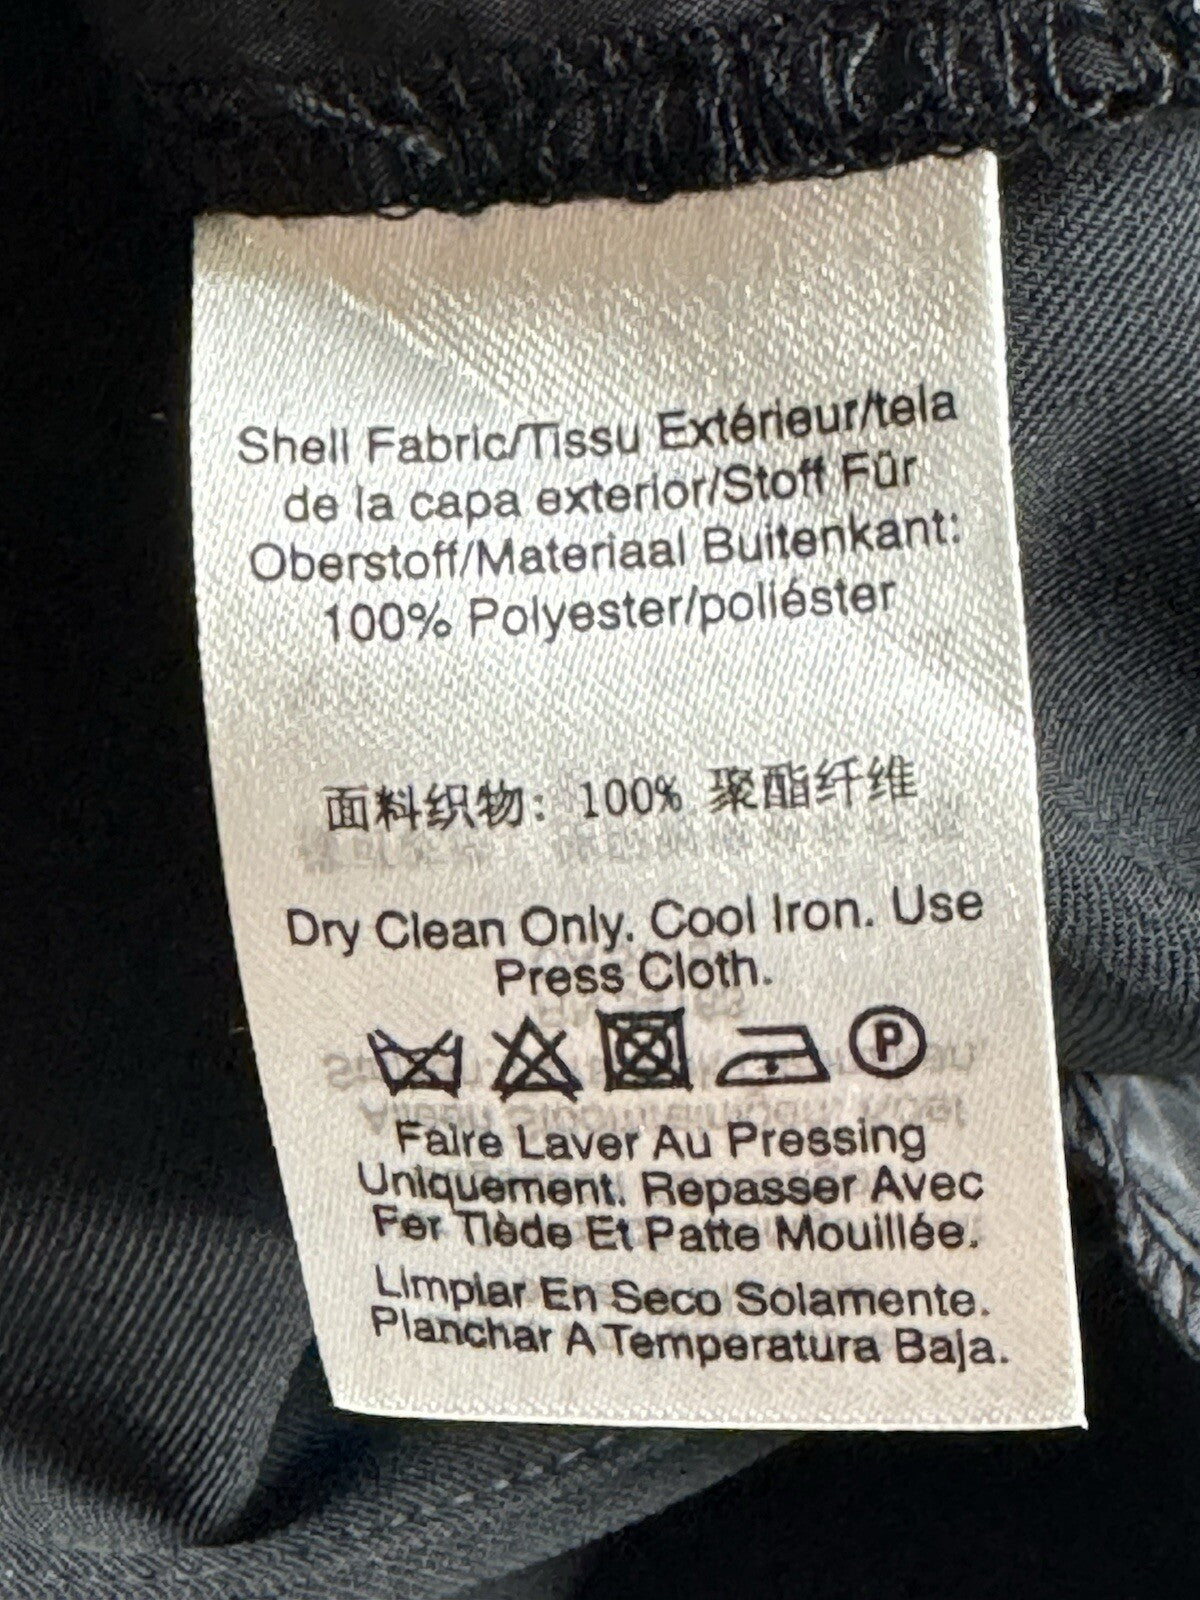 Shell Fabric/Tissu Extérieur/tela
de la capa exterior/Stoff Für
Oberstoff/Materiaal Buitenkant:
100% Polyester/poliéster
面料织物: 100% 聚酯纤维
Dry Clean Only. Cool Iron. Use
Press Cloth.
P
Faire Laver Au Pressing
Uniquement. Repasser Avec
Fer Tiède Et Patte Mouillée.
Limpiar En Seco Solamente.
Planchar A Temperatura Baja.